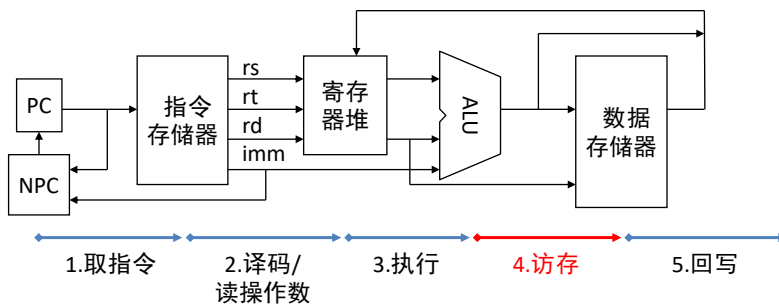 PC
NPC
指令
存储器
rs
rt
rd
imm
寄存
器堆
ALU
数据
存储器
1.取指令
2.译码/
读操作数
3.执行
4.访存
5.回写